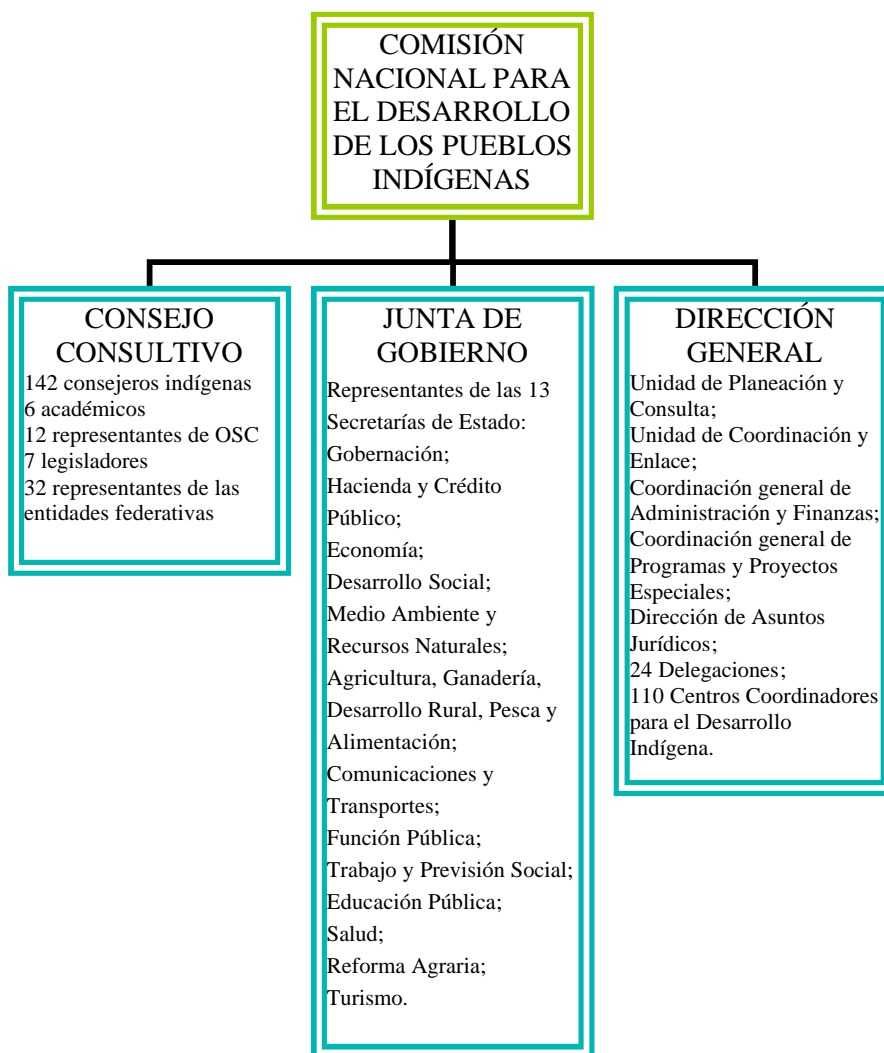 COMISIÓN
NACIONAL PARA
EL DESARROLLO
DE LOS PUEBLOS
INDÍGENAS
CONSEJO
CONSULTIVO
142 consejeros indígenas
6 académicos
12 representantes de OSC
7 legisladores
32 representantes de las
entidades federativas
JUNTA DE
GOBIERNO
Representantes de las 13
Secretarías de Estado:
Gobernación;
Hacienda y Crédito
Público;
Economía;
Desarrollo Social;
Medio Ambiente y
Recursos Naturales;
Agricultura, Ganadería,
Desarrollo Rural, Pesca y
Alimentación;
Comunicaciones y
Transportes;
Función Pública;
Trabajo y Previsión Social;
Educación Pública;
Salud;
Reforma Agraria;
Turismo.
DIRECCIÓN
GENERAL
Unidad de Planeación y
Consulta;
Unidad de Coordinación y
Enlace;
Coordinación general de
Administración y Finanzas;
Coordinación general de
Programas y Proyectos
Especiales;
Dirección de Asuntos
Jurídicos;
24 Delegaciones;
110 Centros Coordinadores
para el Desarrollo
Indígena.